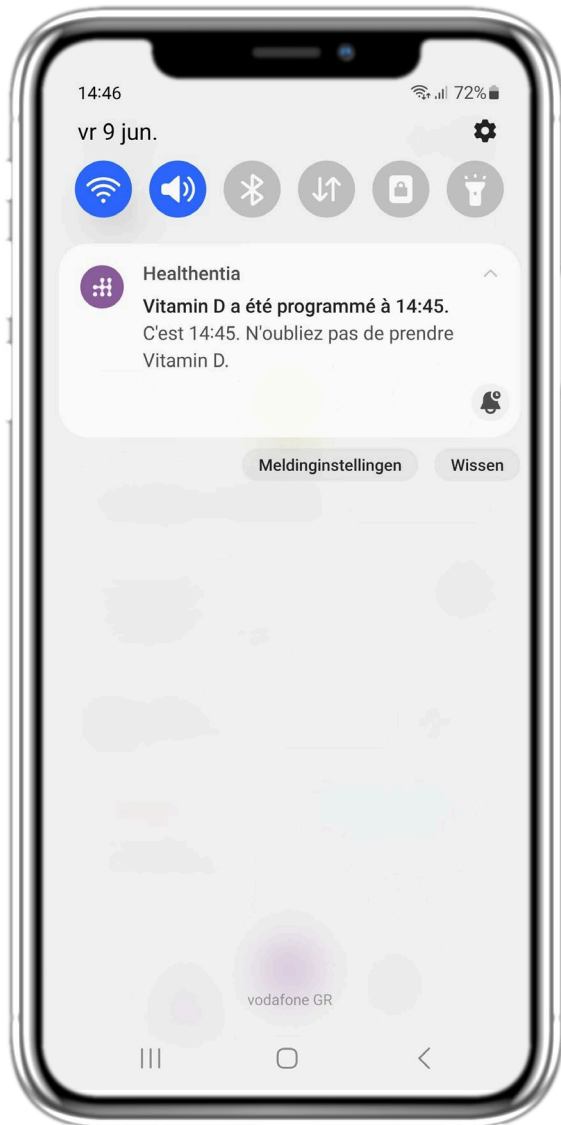 14:46 72%
vr 9 jun.
Healthentia
Vitamin D a été programmé à 14:45.
C'est 14:45. N'oubliez pas de prendre
Vitamin D.
Meldinginstellingen Wissen
vodafone GR